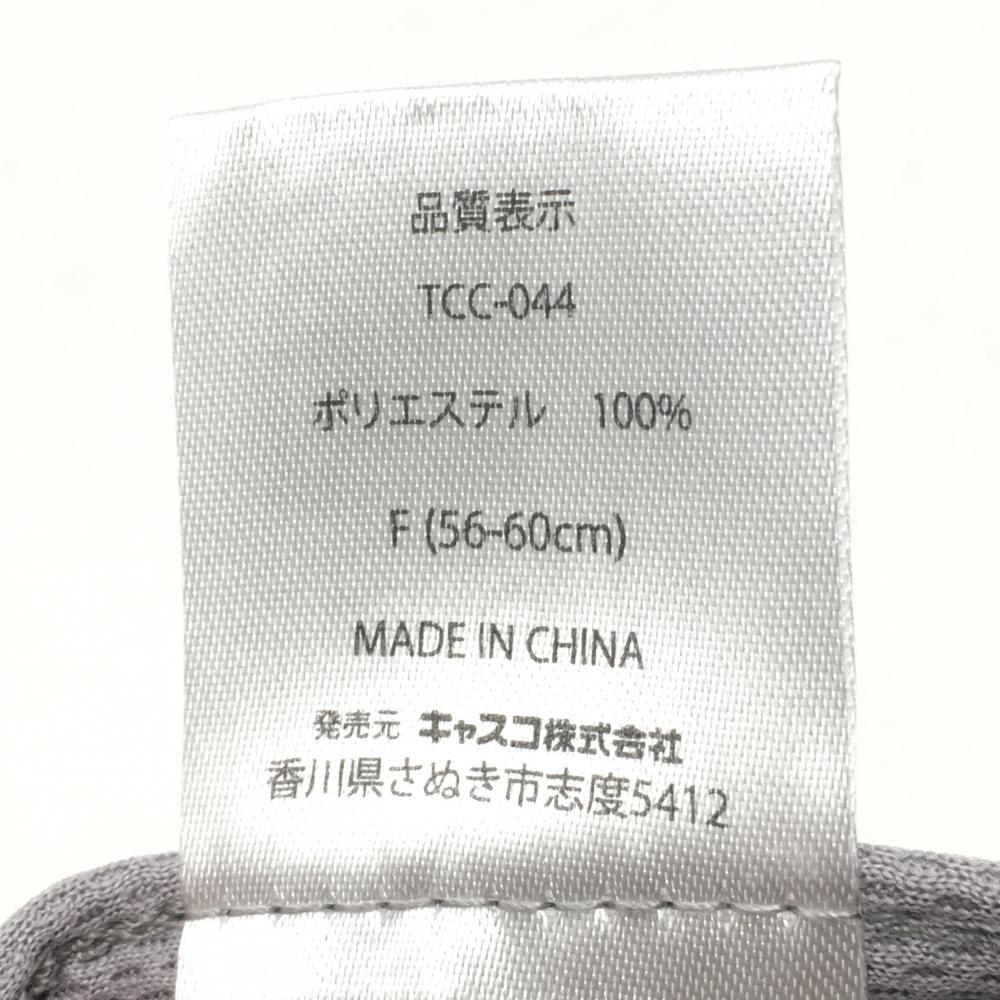 品質表示
TCC-044
ポリエステル　100%
F (56-60cm)
MADE IN CHINA
発売元 キャスコ株式会社
香川県さぬき市志度5412